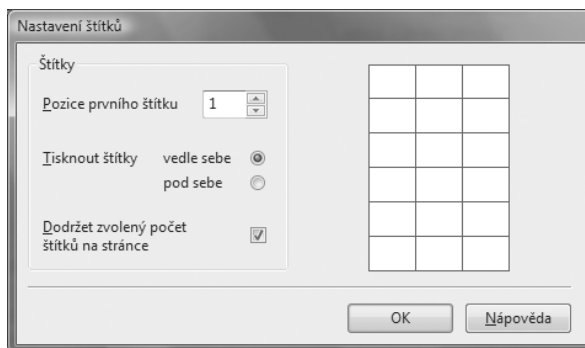 Nastavení štítků
Štítky
Pozice prvního štítku 1
Tisknout štítky vedle sebe
pod sebe
Dodržet zvolený počet
štítků na stránce
OK Nápověda